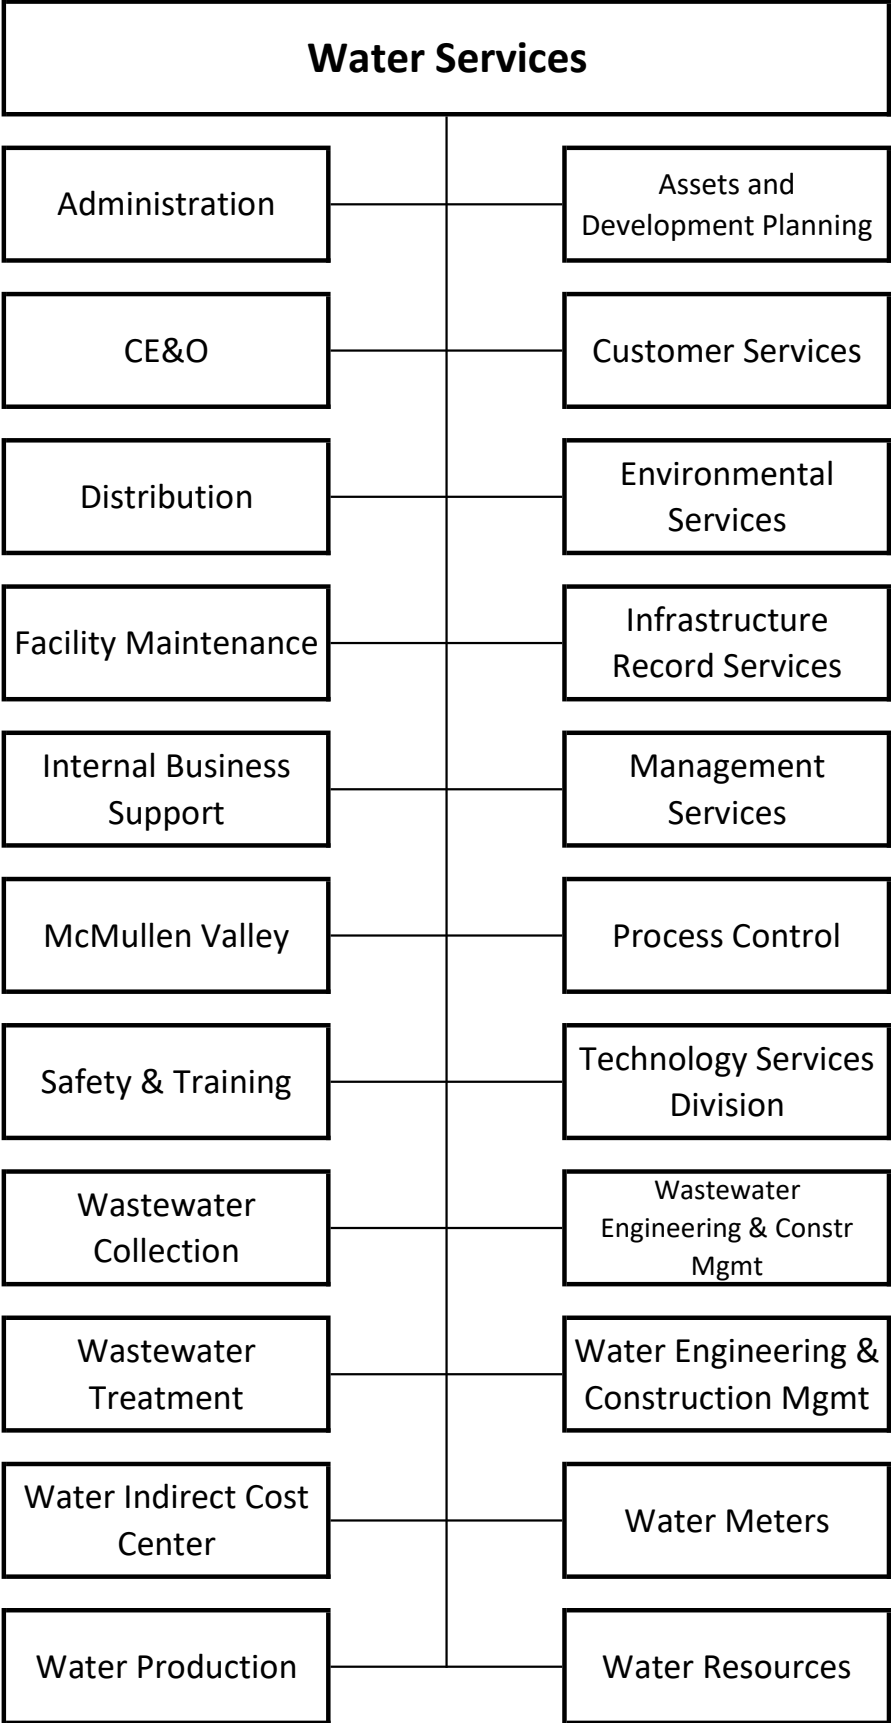 Water Services
Administration
Assets and
Development Planning
CE&O
Customer Services
Distribution
Environmental
Services
Facility Maintenance
Infrastructure
Record Services
Internal Business
Support
Management
Services
McMullen Valley
Process Control
Safety & Training
Technology Services
Division
Wastewater
Collection
Wastewater
Engineering & Constr
Mgmt
Wastewater
Treatment
Water Engineering &
Construction Mgmt
Water Indirect Cost
Center
Water Meters
Water Production
Water Resources